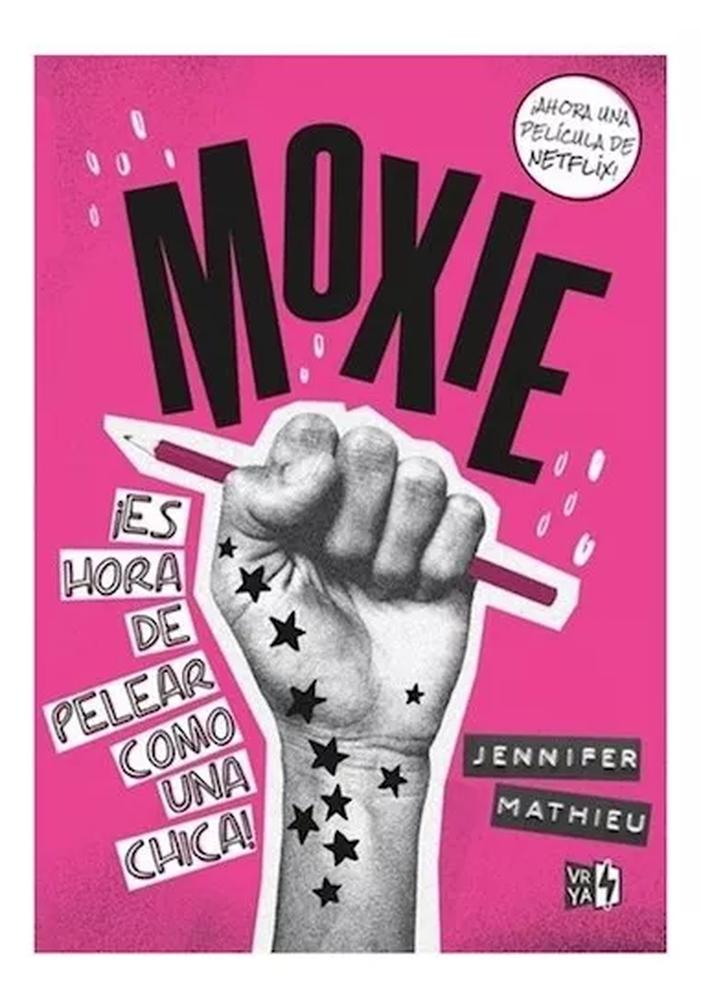 ¡AHORA UNA
PELÍCULA DE
NETFLIX!
MOXIE
¡ES
HORA
DE
PELEAR
COMO
UNA
CHICA!
JENNIFER
MATHIEU
VR
YA